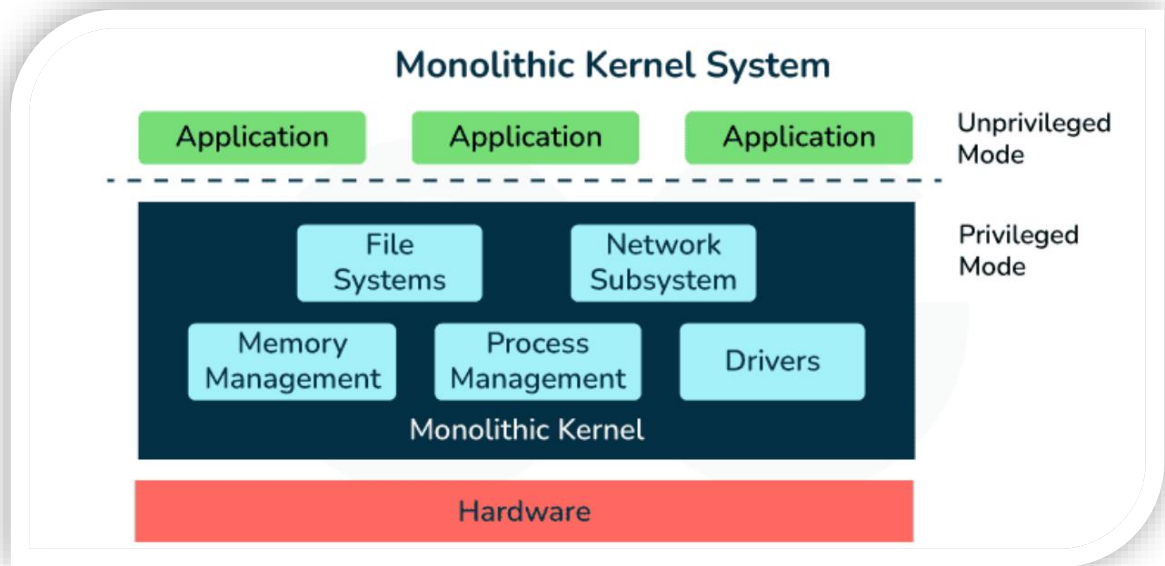 Monolithic Kernel System
Application
Application
Application
Unprivileged
Mode
Privileged
Mode
File
Systems
Network
Subsystem
Memory
Management
Process
Management
Drivers
Monolithic Kernel
Hardware